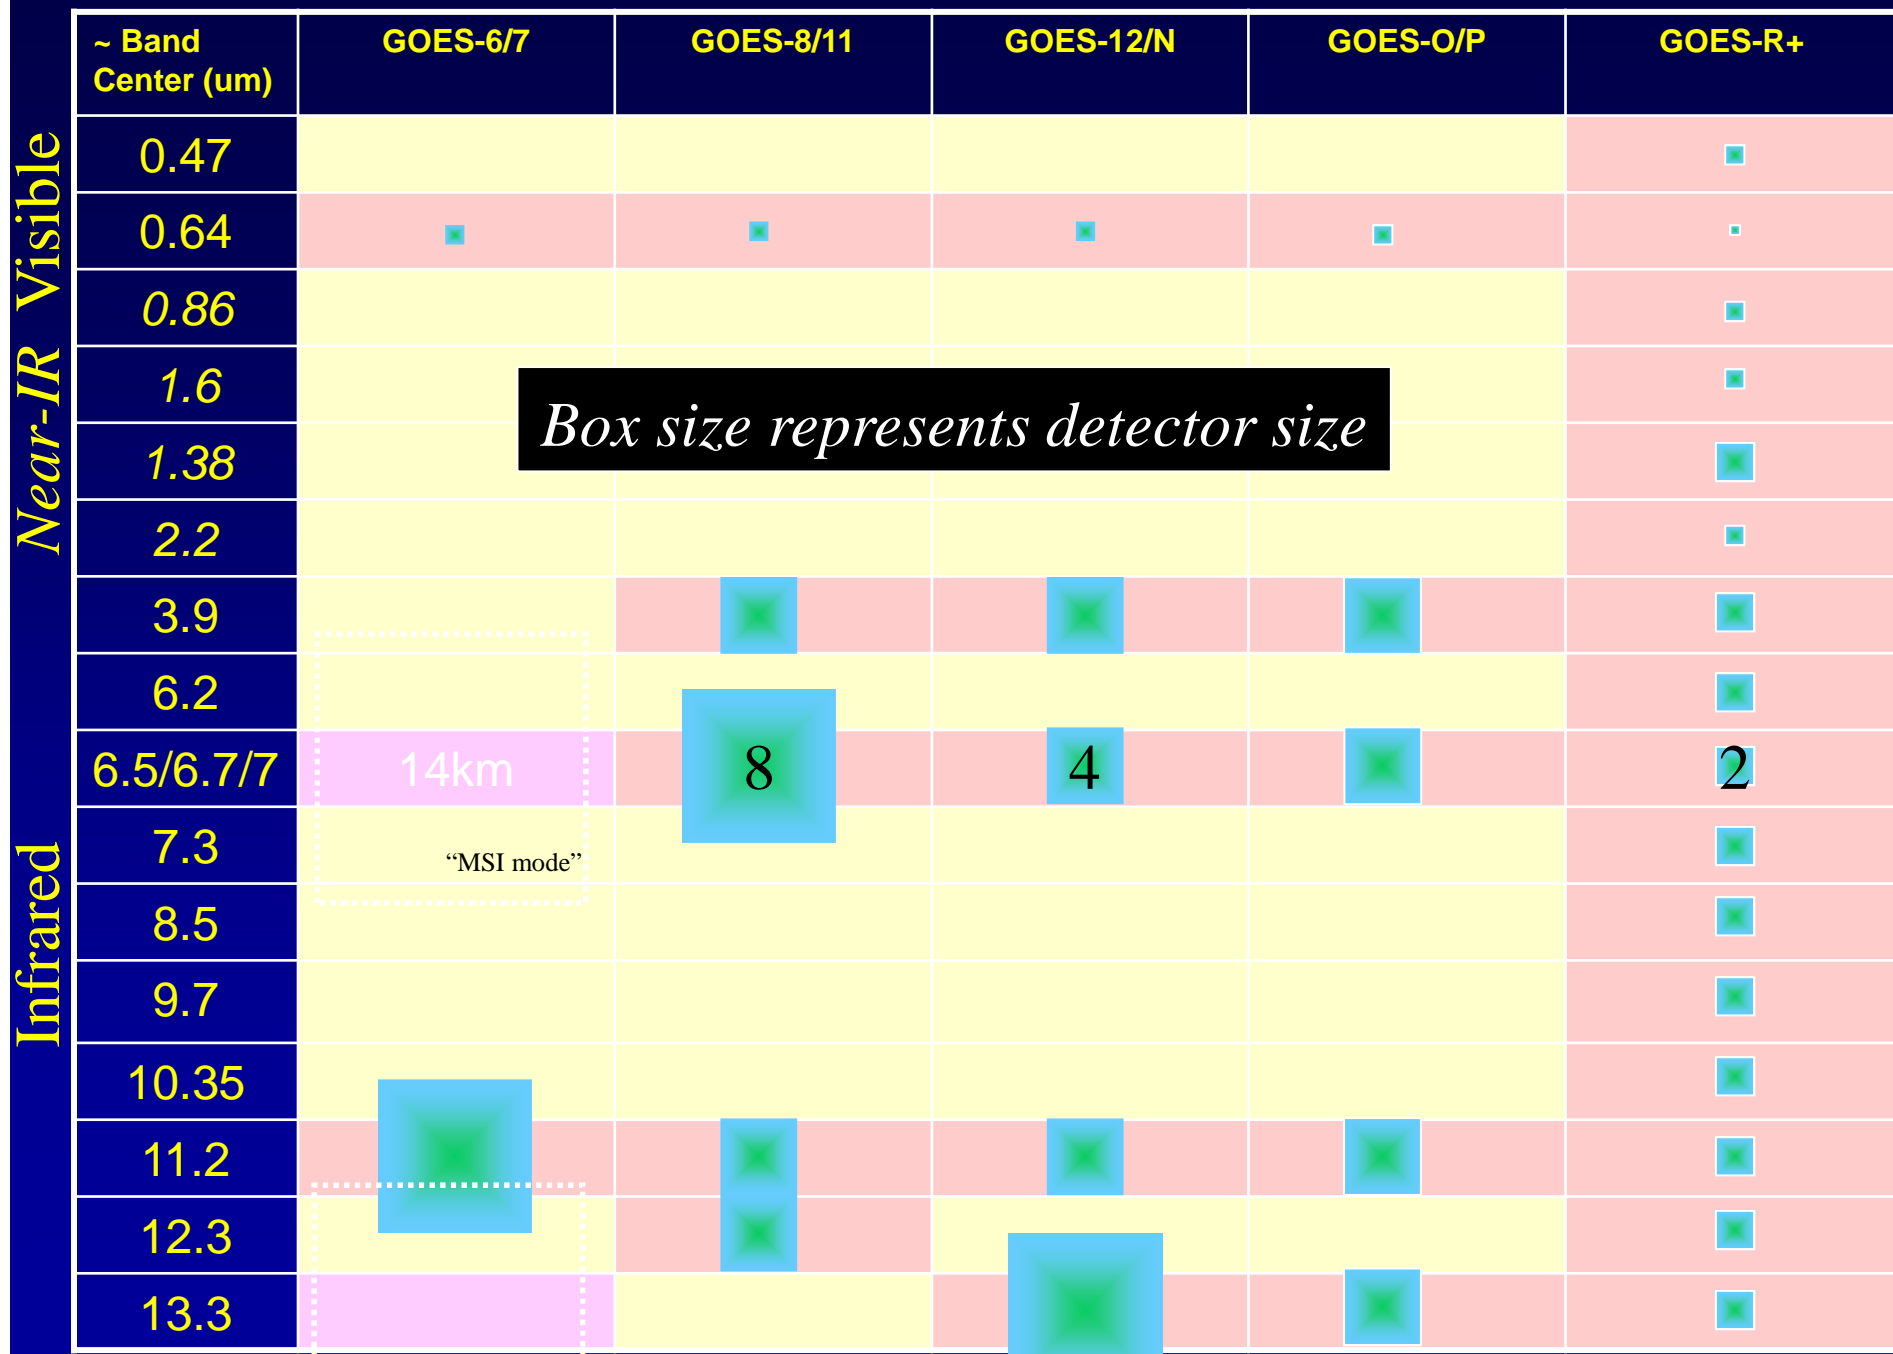 ~ Band
Center (um)
GOES-6/7
GOES-8/11
GOES-12/N
GOES-O/P
GOES-R+
Visible
Near-IR
Infrared
0.47
0.64
0.86
1.6
Box size represents detector size
1.38
2.2
3.9
6.2
6.5/6.7/7
14km
8
4
2
7.3
“MSI mode”
8.5
9.7
10.35
11.2
12.3
13.3